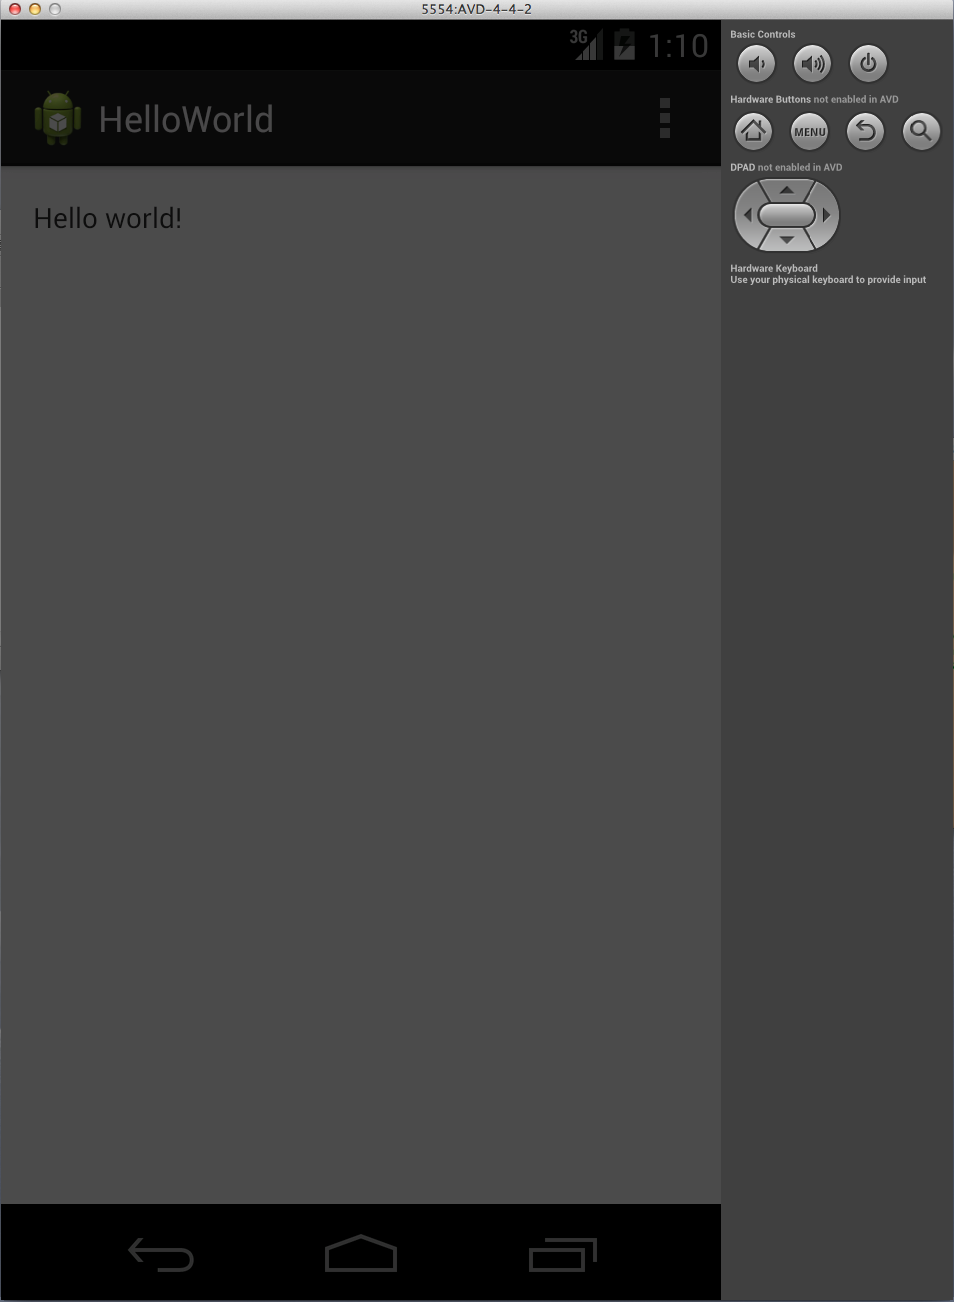 5554:AVD-4-4-2
3G 1:10
HelloWorld
Hello world!
Basic Controls
Hardware Buttons not enabled in AVD
MENU
DPAD not enabled in AVD
Hardware Keyboard
Use your physical keyboard to provide input